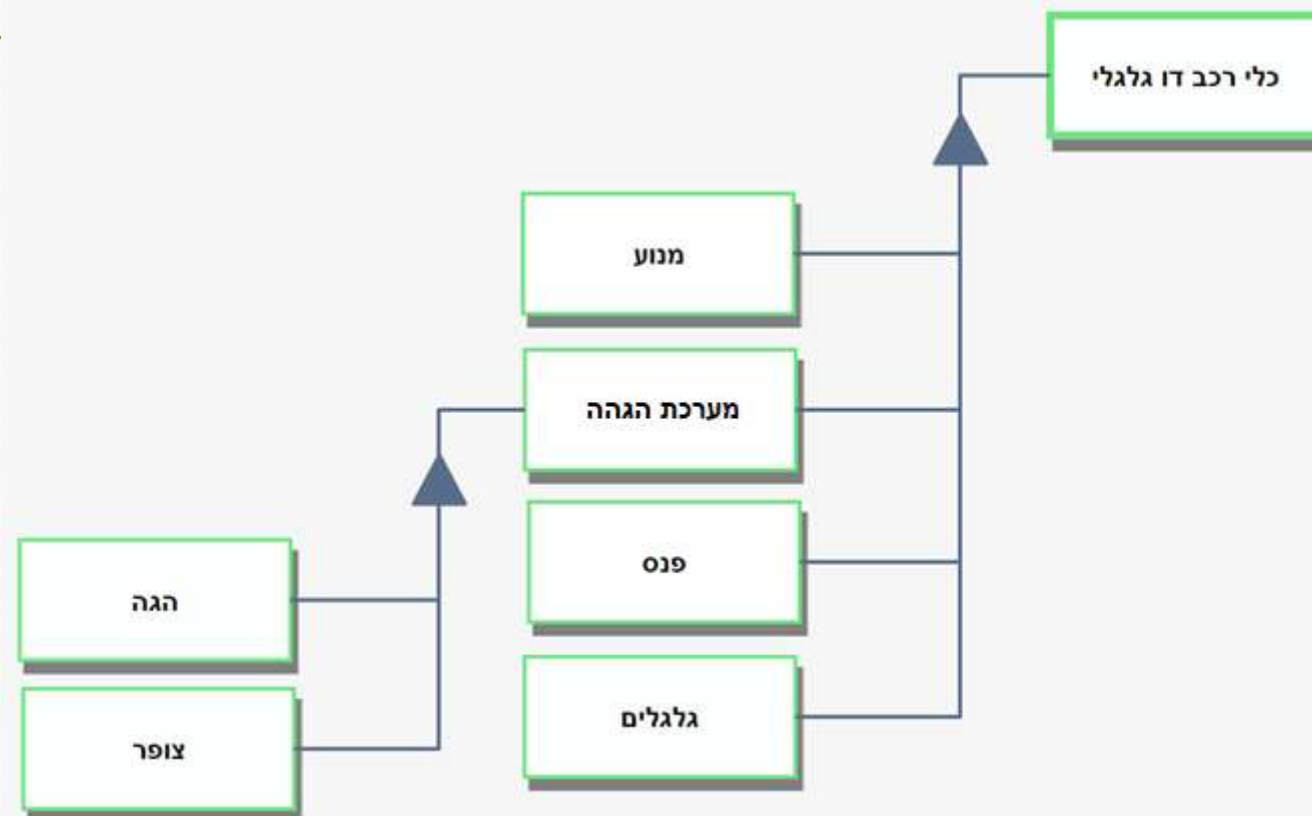 כלי רכב דו גלגלי
מנוע
מערכת הגהה
פנס
גלגלים
הגה
צופר